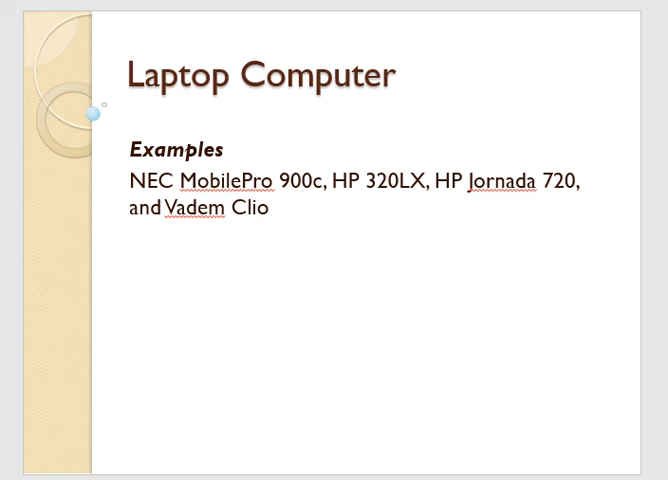 Laptop Computer
Examples
NEC MobilePro 900c, HP 320LX, HP Jornada 720,
and Vadem Clio